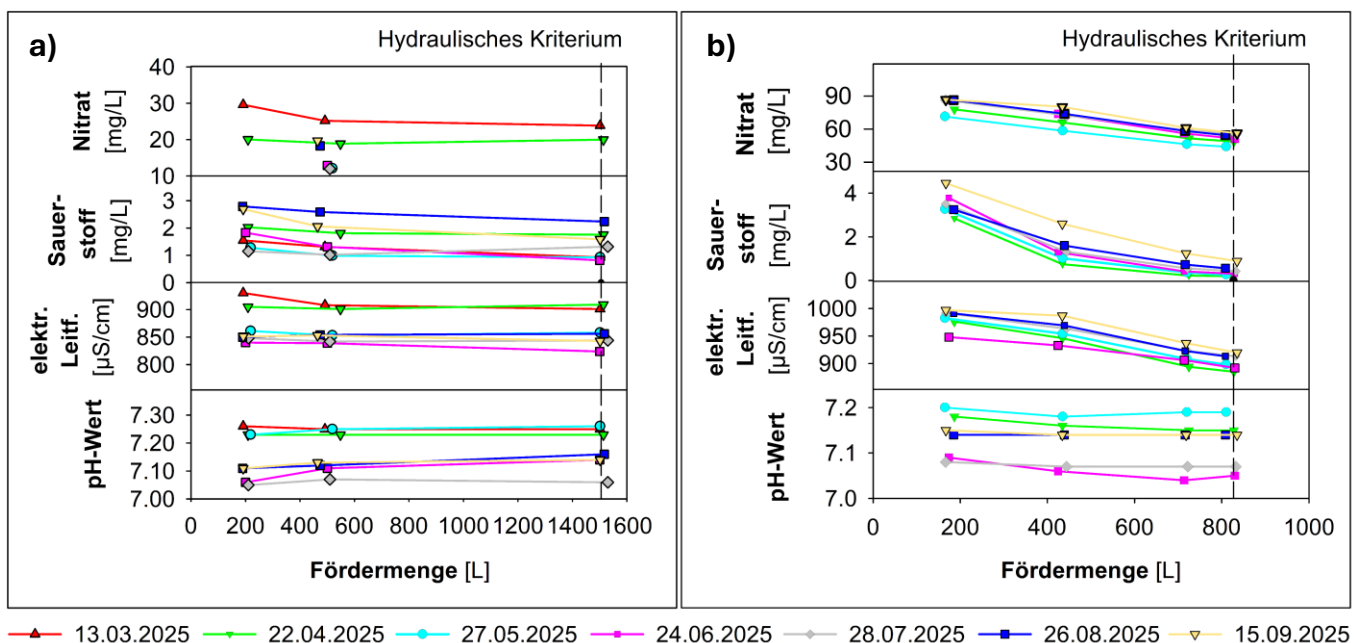 a)
Hydraulisches Kriterium
Nitrat
[mg/L]
40
30
20
10
Sauer-
stoff
[mg/L]
3
2
1
0
elektr.
Leitf.
[µS/cm]
900
850
800
pH-Wert
7.30
7.20
7.10
7.00
0 200 400 600 800 1000 1200 1400 1600
Fördermenge [L]
b)
Hydraulisches Kriterium
Nitrat
[mg/L]
90
60
30
Sauer-
stoff
[mg/L]
4
2
0
elektr.
Leitf.
[µS/cm]
1000
950
900
pH-Wert
7.2
7.1
7.0
0 200 400 600 800 1000
Fördermenge [L]
13.03.2025 22.04.2025 27.05.2025 24.06.2025 28.07.2025 26.08.2025 15.09.2025